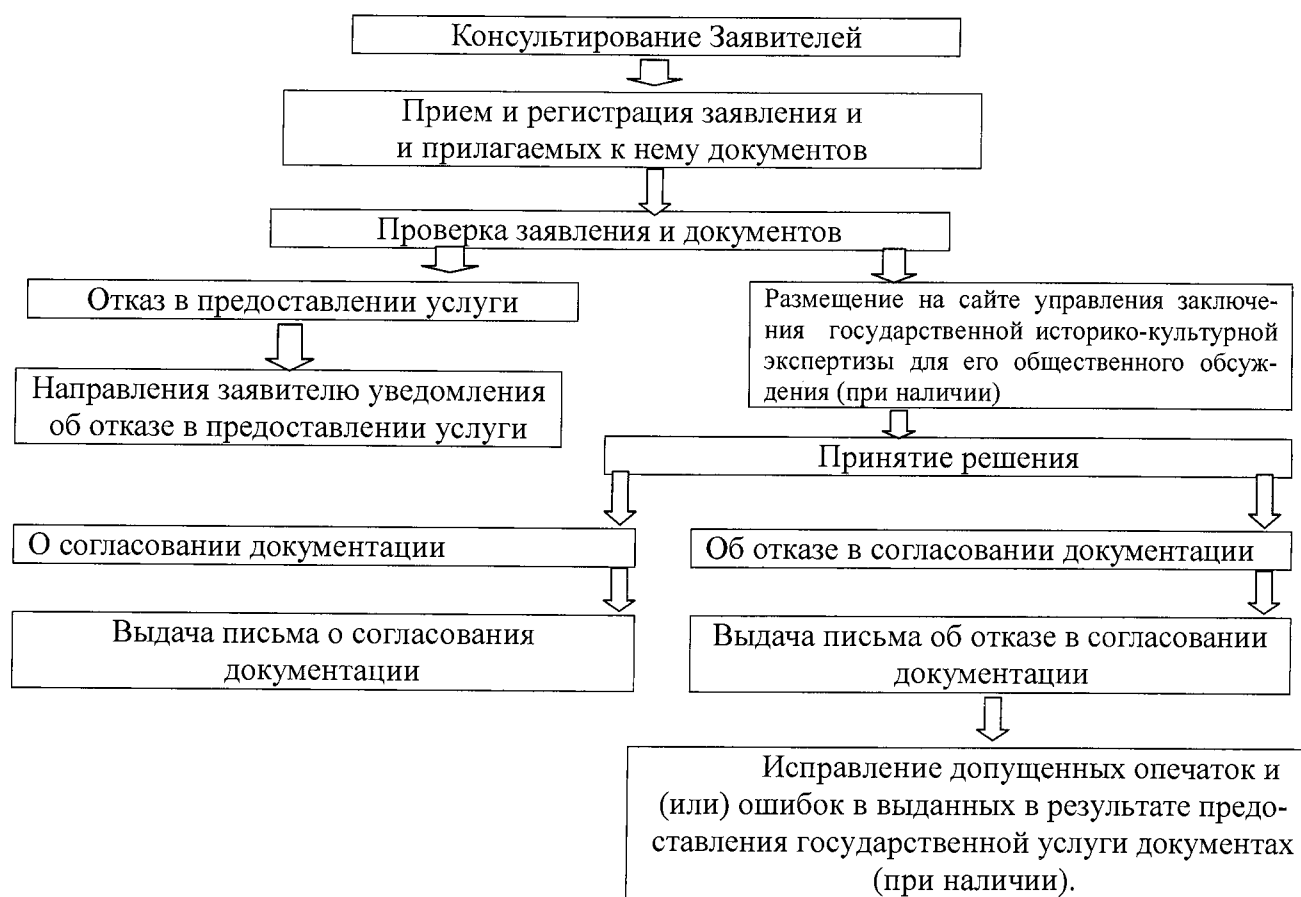 Консультирование Заявителей
Прием и регистрация заявления и
и прилагаемых к нему документов
Проверка заявления и документов
Отказ в предоставлении услуги
Направления заявителю уведомления
об отказе в предоставлении услуги
Размещение на сайте управления заключе-
ния государственной историко-культурной
экспертизы для его общественного обсуж-
дения (при наличии)
Принятие решения
О согласовании документации
Об отказе в согласовании документации
Выдача письма о согласования
документации
Выдача письма об отказе в согласовании
документации
Исправление допущенных опечаток и
(или) ошибок в выданных в результате предо-
ставления государственной услуги документах
(при наличии).